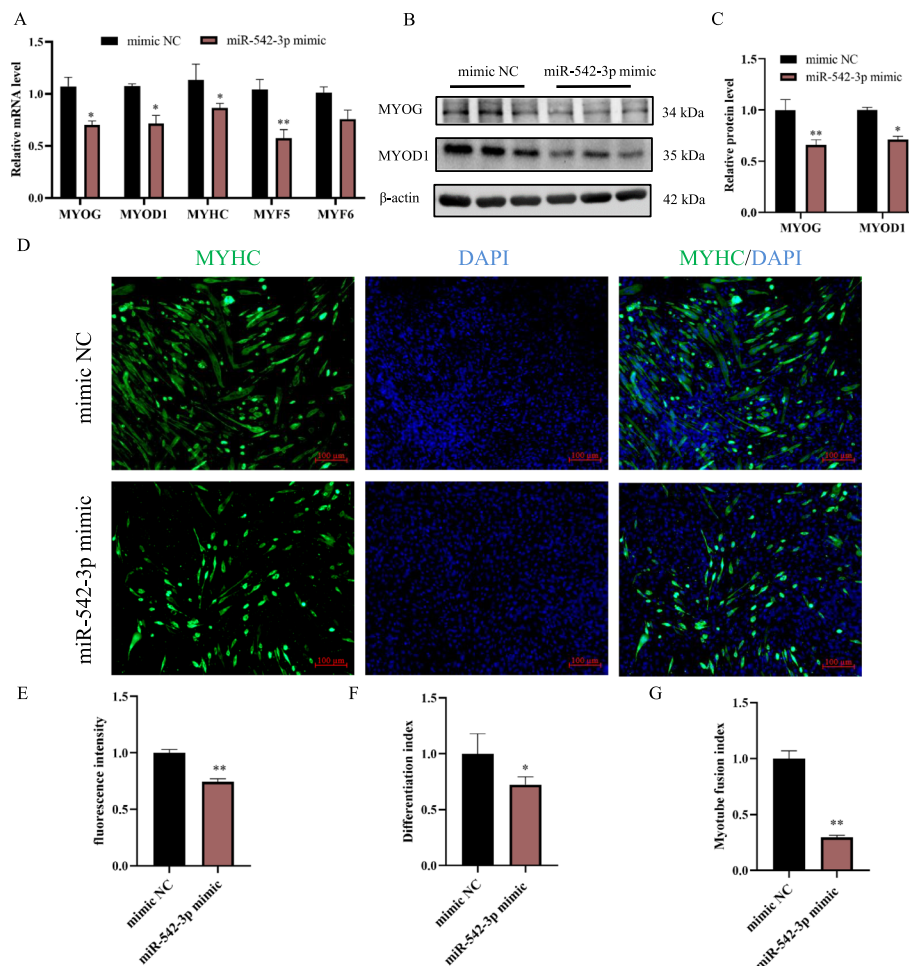 A
mimic NC
miR-542-3p mimic
Relative mRNA level
1.5
1.0
0.5
0.0
*
*
*
**
MYOG
MYOD1
MYHC
MYF5
MYF6
B
mimic NC
miR-542-3p mimic
MYOG
34 kDa
MYOD1
35 kDa
β-actin
42 kDa
C
mimic NC
miR-542-3p mimic
Relative protein level
1.5
1.0
0.5
0.0
**
*
MYOG
MYOD1
D
MYHC
DAPI
MYHC/DAPI
mimic NC
100 μm
100 μm
100 μm
miR-542-3p mimic
100 μm
100 μm
100 μm
E
fluorescence intensity
1.5
1.0
0.5
0.0
**
mimic NC
miR-542-3p mimic
F
Differentiation index
1.5
1.0
0.5
0.0
*
mimic NC
miR-542-3p mimic
G
Myotube fusion index
1.5
1.0
0.5
0.0
**
mimic NC
miR-542-3p mimic